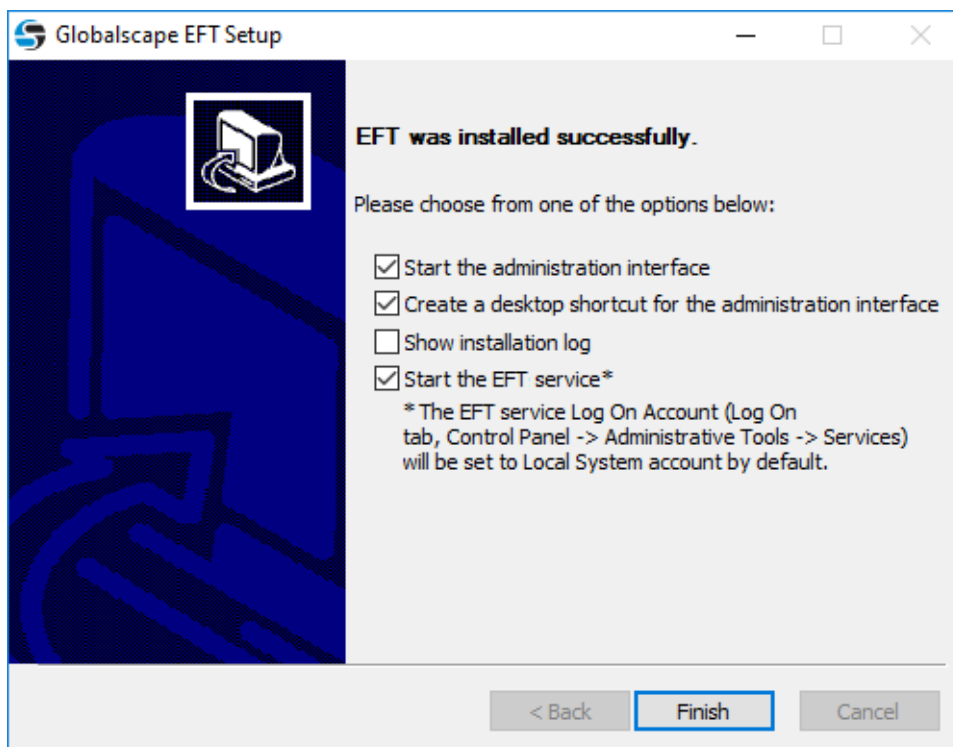 Globalscape EFT Setup
EFT was installed successfully.
Please choose from one of the options below:
Start the administration interface
Create a desktop shortcut for the administration interface
Show installation log
Start the EFT service*
* The EFT service Log On Account (Log On
tab, Control Panel -> Administrative Tools -> Services)
will be set to Local System account by default.
< Back
Finish
Cancel